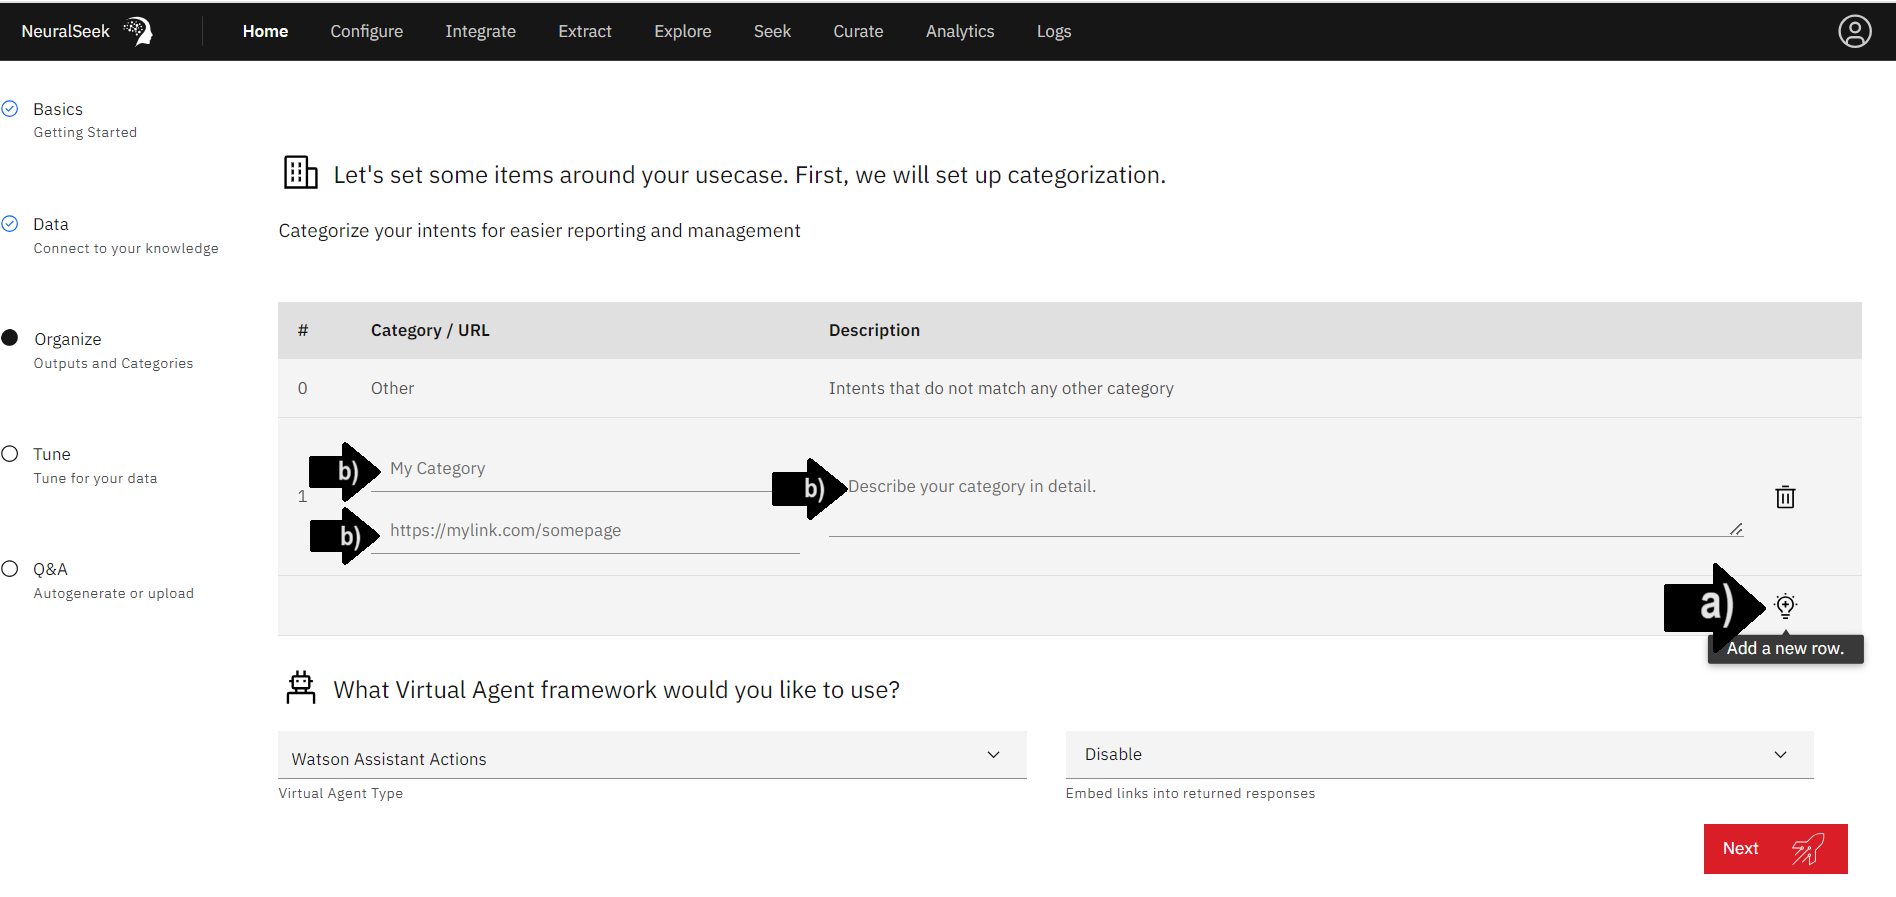 NeuralSeek Home Configure Integrate Extract Explore Seek Curate Analytics Logs
Basics
Getting Started
Data
Connect to your knowledge
Organize
Outputs and Categories
Tune
Tune for your data
Q&A
Autogenerate or upload
Let's set some items around your usecase. First, we will set up categorization.
Categorize your intents for easier reporting and management
# Category / URL Description
0 Other Intents that do not match any other category
1
b) My Category
b) https://mylink.com/somepage
b) Describe your category in detail.
a)
Add a new row.
What Virtual Agent framework would you like to use?
Watson Assistant Actions
Virtual Agent Type
Disable
Embed links into returned responses
Next